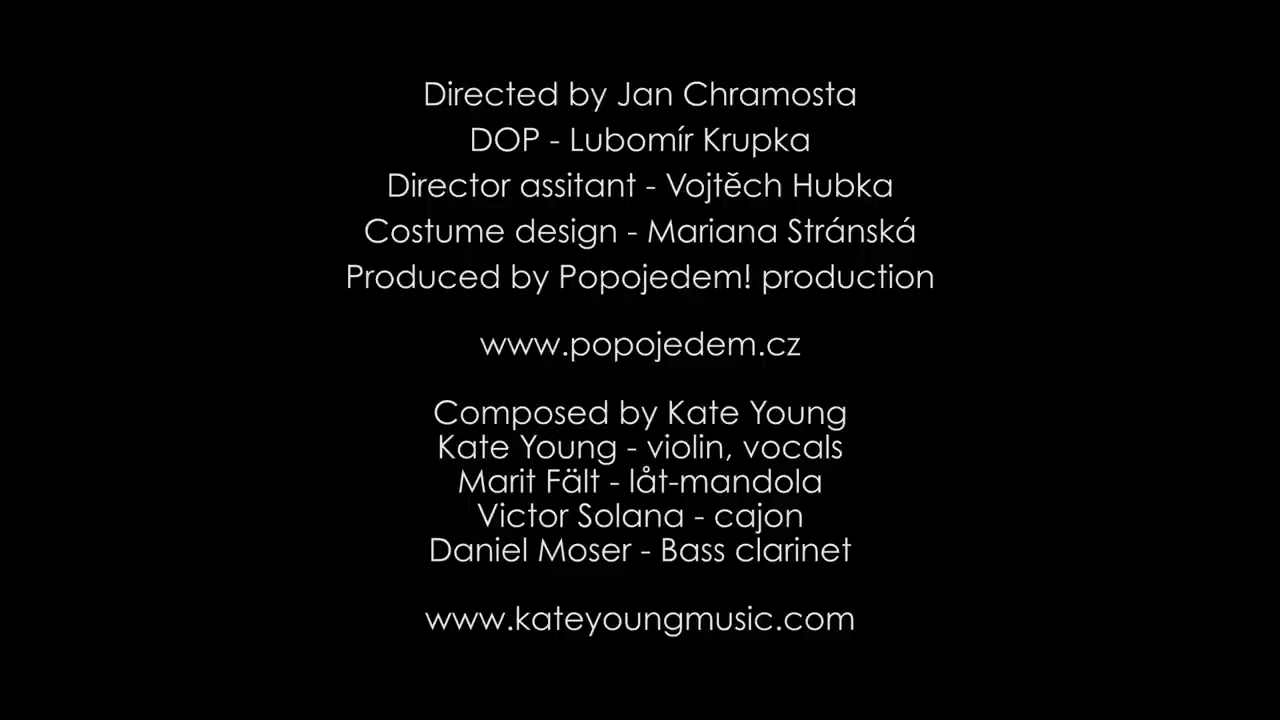 Directed by Jan Chramosta
DOP - Lubomír Krupka
Director assitant - Vojtěch Hubka
Costume design - Mariana Stránská
Produced by Popojedem! production
www.popojedem.cz
Composed by Kate Young
Kate Young - violin, vocals
Marit Fält - låt-mandola
Victor Solana - cajon
Daniel Moser - Bass clarinet
www.kateyoungmusic.com